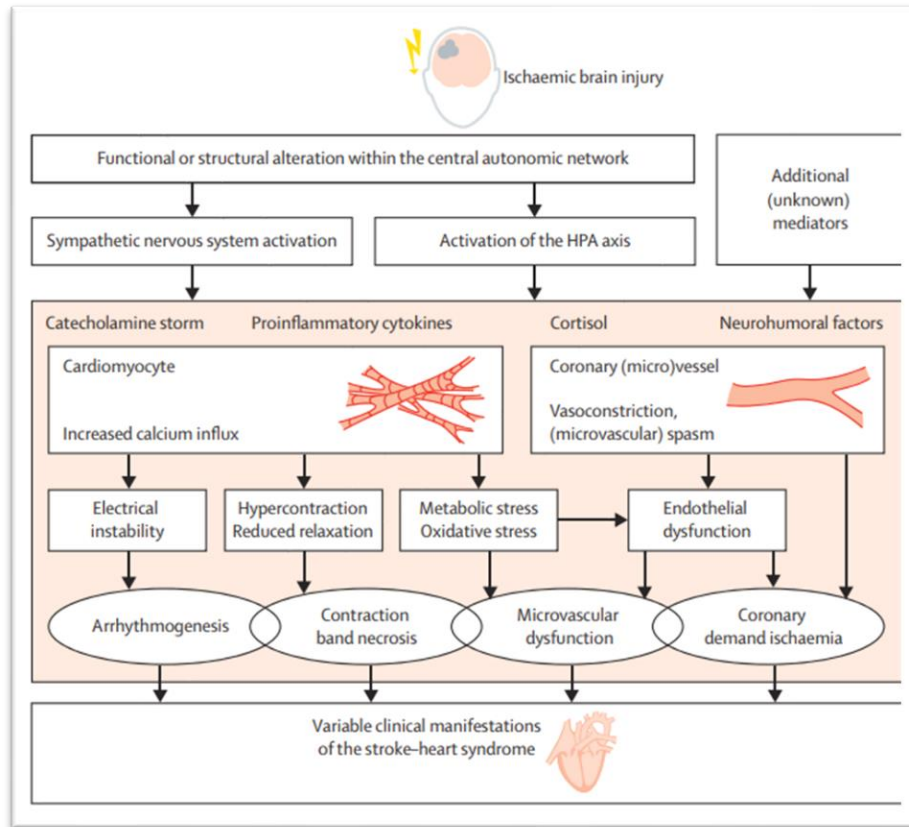 Ischaemic brain injury
Functional or structural alteration within the central autonomic network
Additional
(unknown)
mediators
Sympathetic nervous system activation
Activation of the HPA axis
Catecholamine storm
Proinflammatory cytokines
Cortisol
Neurohumoral factors
Cardiomyocyte
Increased calcium influx
Coronary (micro)vessel
Vasoconstriction,
(microvascular) spasm
Electrical
instability
Hypercontraction
Reduced relaxation
Metabolic stress
Oxidative stress
Endothelial
dysfunction
Arrhythmogenesis
Contraction
band necrosis
Microvascular
dysfunction
Coronary
demand ischaemia
Variable clinical manifestations
of the stroke–heart syndrome